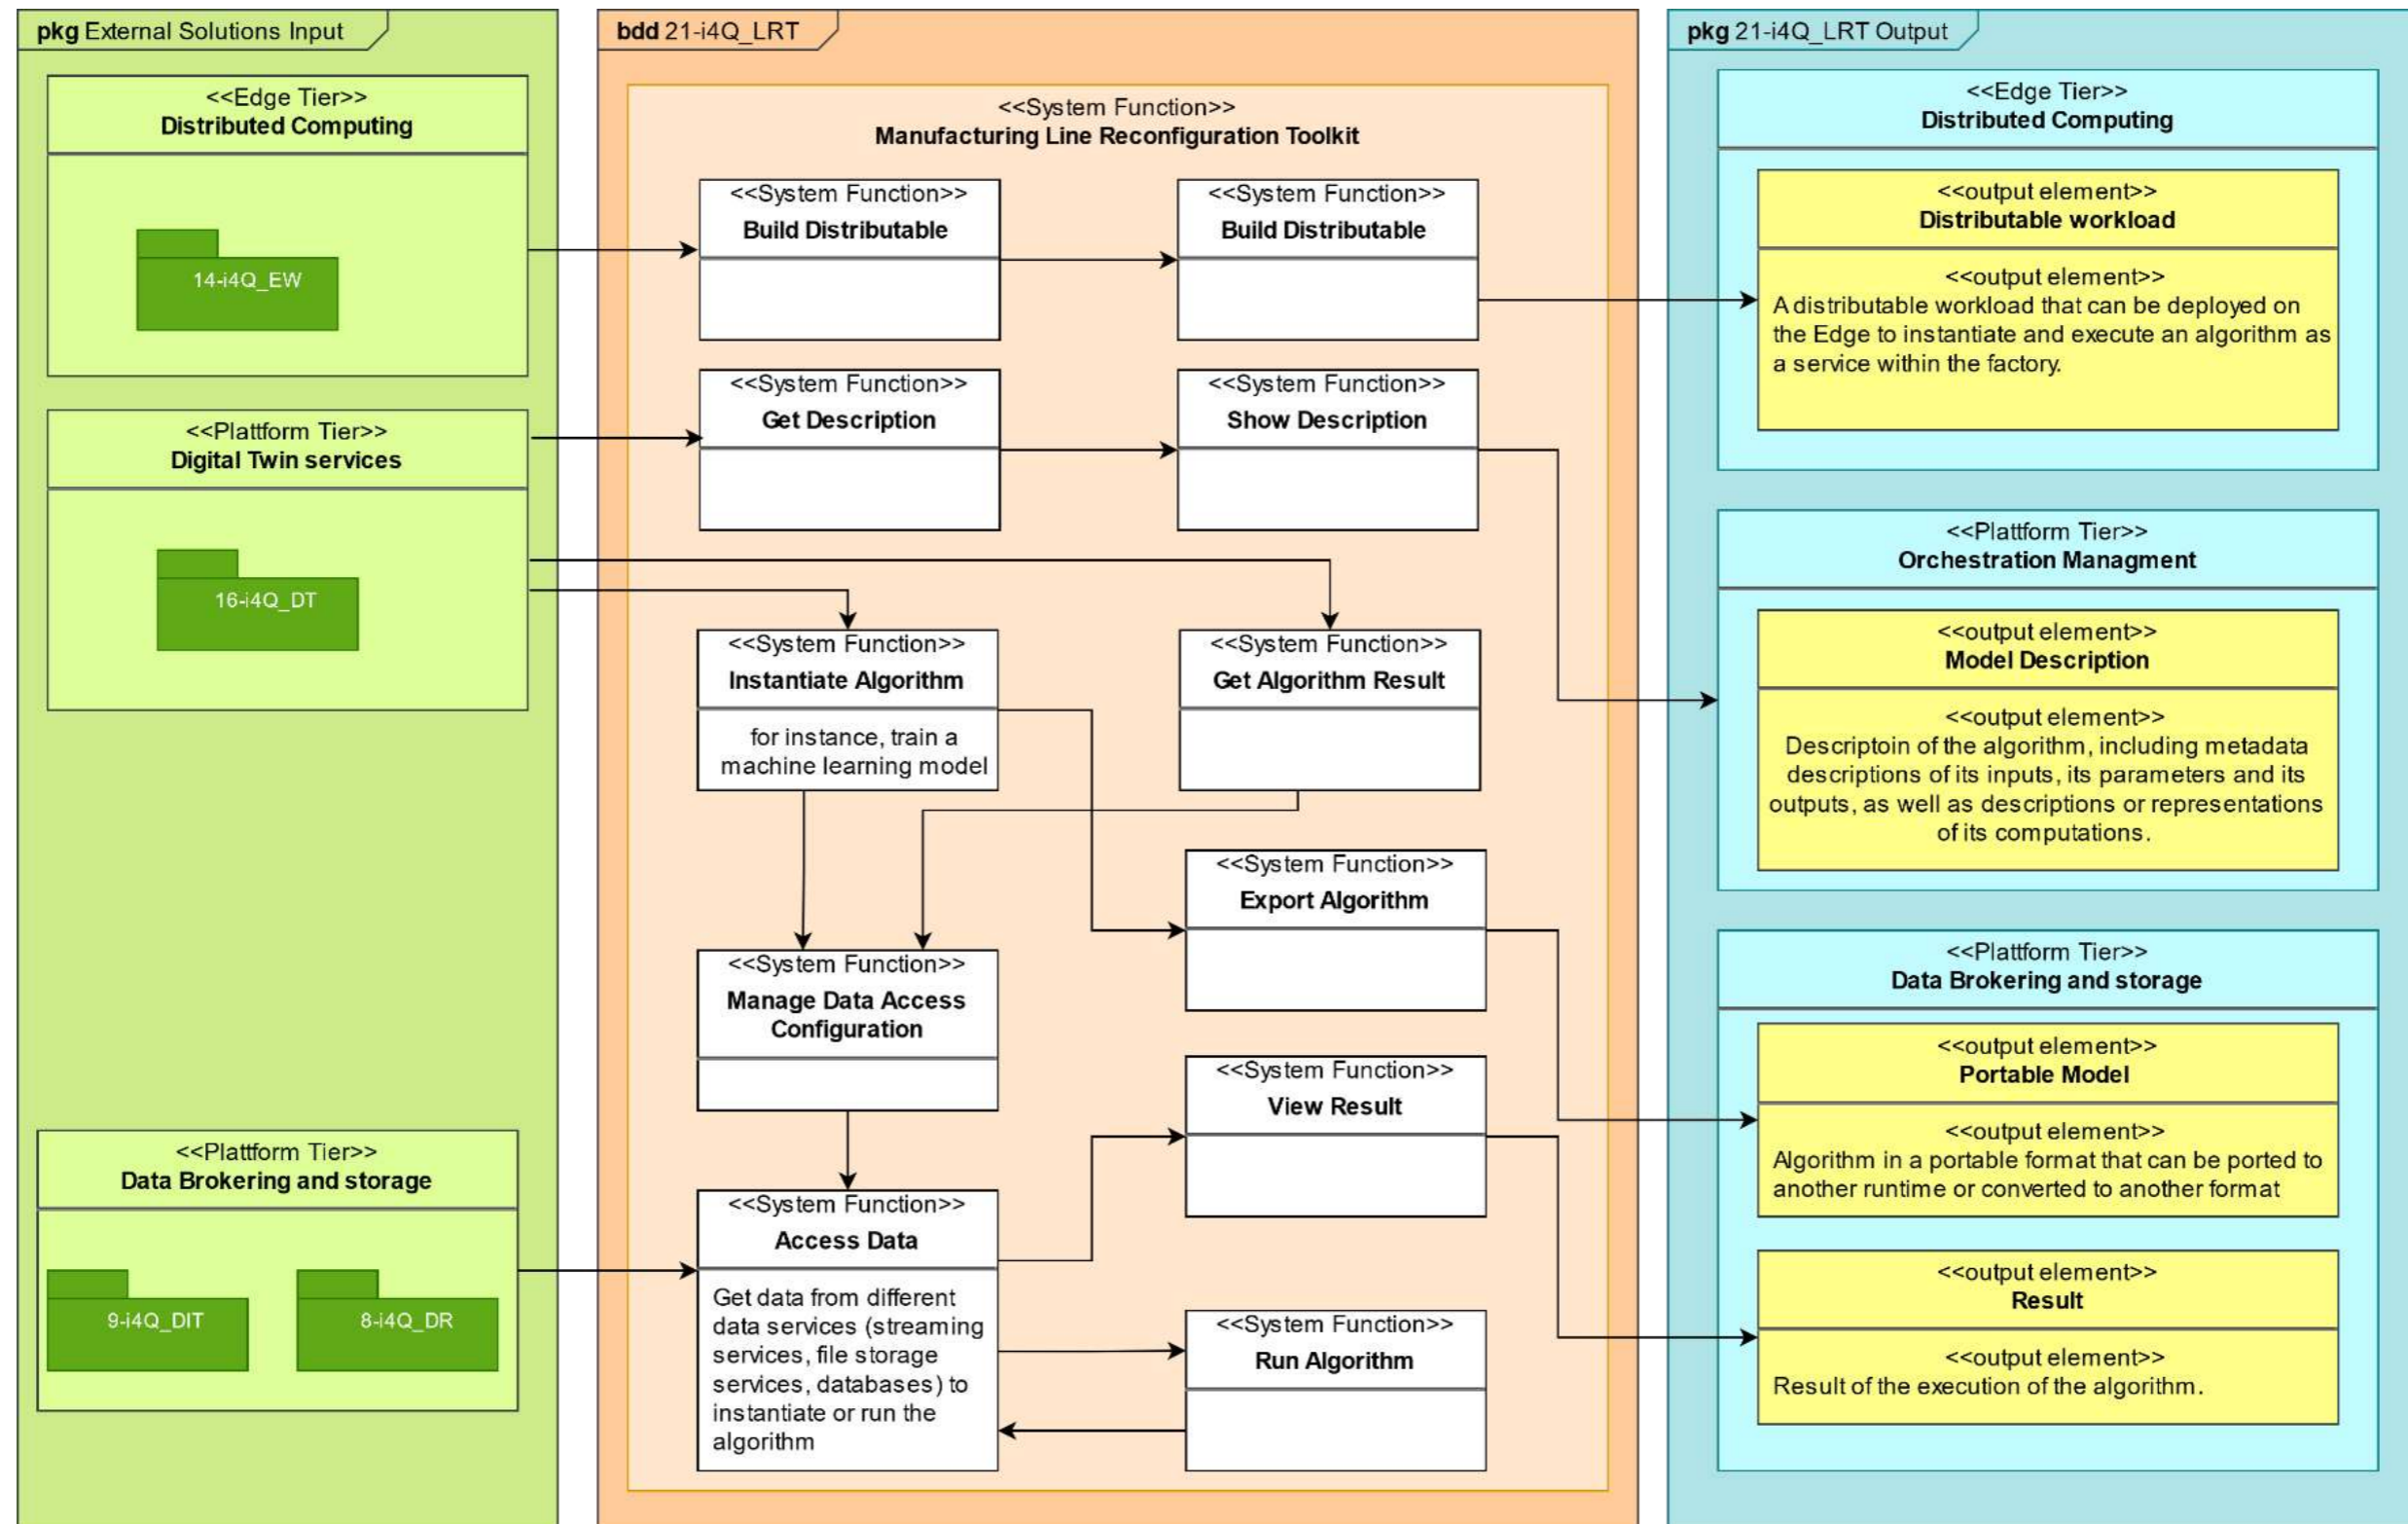 pkg External Solutions Input
<<Edge Tier>>
Distributed Computing
14-i4Q_EW
<<Plattform Tier>>
Digital Twin services
16-i4Q_DT
<<Plattform Tier>>
Data Brokering and storage
9-i4Q_DIT
8-i4Q_DR
bdd 21-i4Q_LRT
<<System Function>>
Manufacturing Line Reconfiguration Toolkit
<<System Function>>
Build Distributable
<<System Function>>
Build Distributable
<<System Function>>
Get Description
<<System Function>>
Show Description
<<System Function>>
Instantiate Algorithm
for instance, train a
machine learning model
<<System Function>>
Get Algorithm Result
<<System Function>>
Export Algorithm
<<System Function>>
Manage Data Access
Configuration
<<System Function>>
View Result
<<System Function>>
Access Data
Get data from different
data services (streaming
services, file storage
services, databases) to
instantiate or run the
algorithm
<<System Function>>
Run Algorithm
pkg 21-i4Q_LRT Output
<<Edge Tier>>
Distributed Computing
<<output element>>
Distributable workload
<<output element>>
A distributable workload that can be deployed on
the Edge to instantiate and execute an algorithm as
a service within the factory.
<<Plattform Tier>>
Orchestration Managment
<<output element>>
Model Description
<<output element>>
Descriptoin of the algorithm, including metadata
descriptions of its inputs, its parameters and its
outputs, as well as descriptions or representations
of its computations.
<<Plattform Tier>>
Data Brokering and storage
<<output element>>
Portable Model
<<output element>>
Algorithm in a portable format that can be ported to
another runtime or converted to another format
<<output element>>
Result
<<output element>>
Result of the execution of the algorithm.